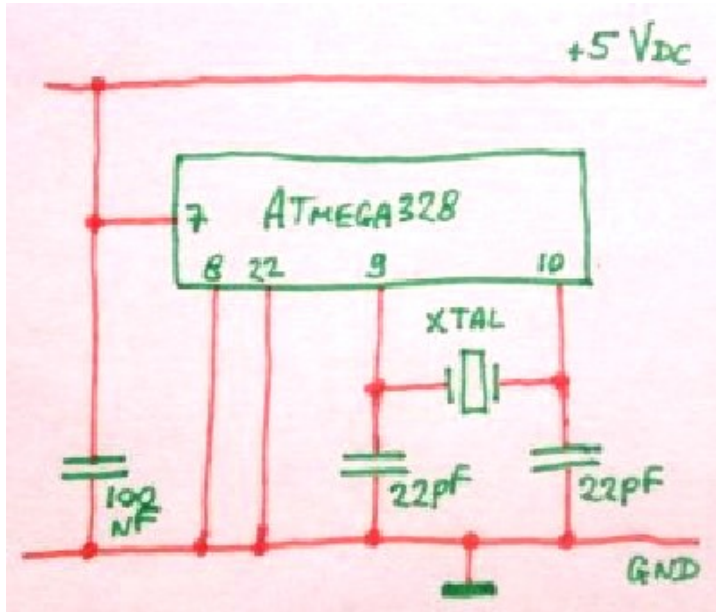 +5 VDC
7 ATMEGA328
8 22 9 10
XTAL
100
NF
22pF
22pF
GND